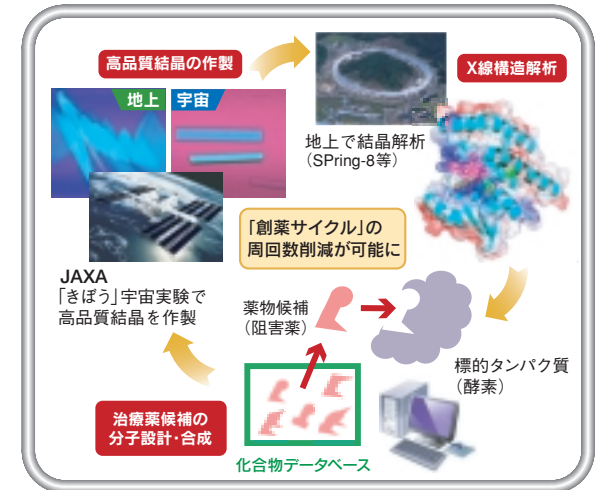 高品質結晶の作製
X線構造解析
地上
宇宙
地上で結晶解析
（SPring-8等）
「創薬サイクル」の
周回数削減が可能に
JAXA
「きぼう」宇宙実験で
高品質結晶を作製
薬物候補
（阻害薬）
標的タンパク質
（酵素）
治療薬候補の
分子設計・合成
化合物データベース